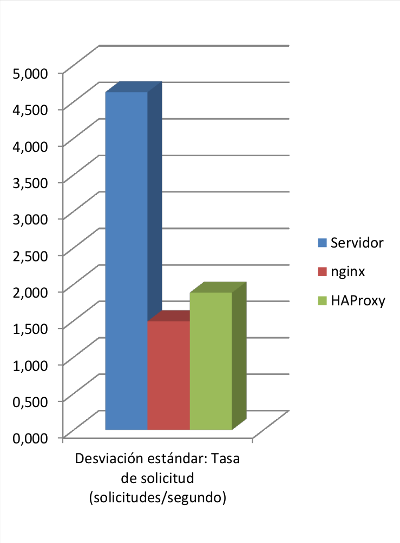 5,000
4,500
4,000
3,500
3,000
2,500
2,000
1,500
1,000
0,500
0,000
Servidor
nginx
HAProxy
Desviación estándar: Tasa
de solicitud
(solicitudes/segundo)